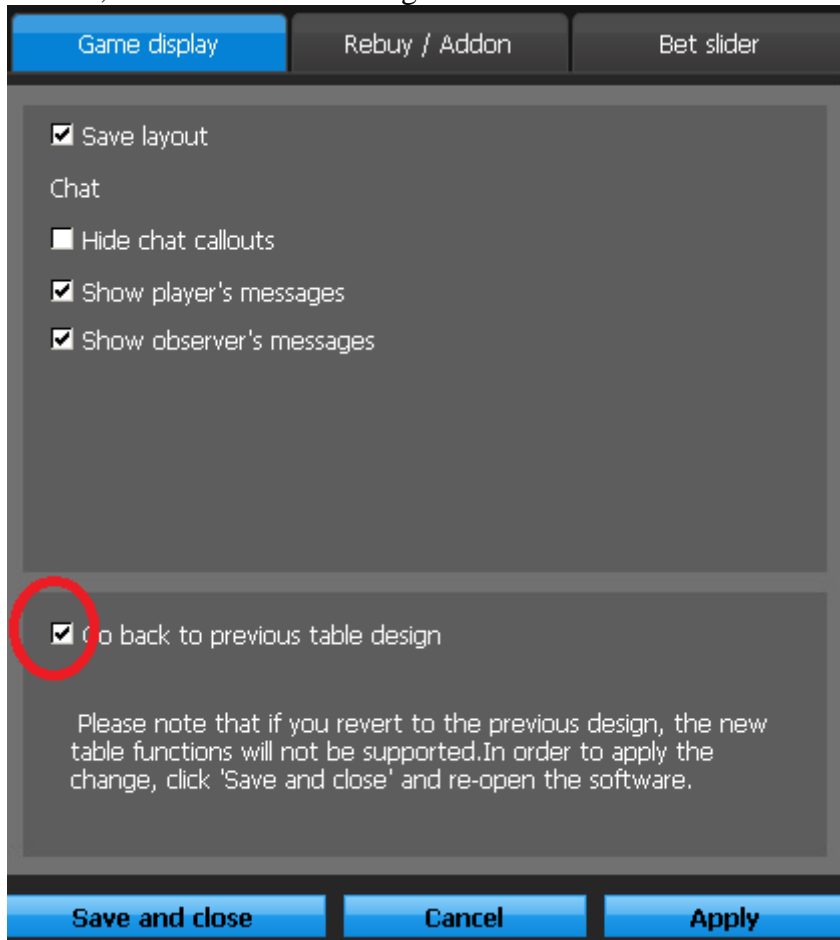 Game display Rebuy / Addon Bet slider
Save layout
Chat
Hide chat callouts
Show player's messages
Show observer's messages
Go back to previous table design
Please note that if you revert to the previous design, the new
table functions will not be supported.In order to apply the
change, click 'Save and close' and re-open the software.
Save and close Cancel Apply